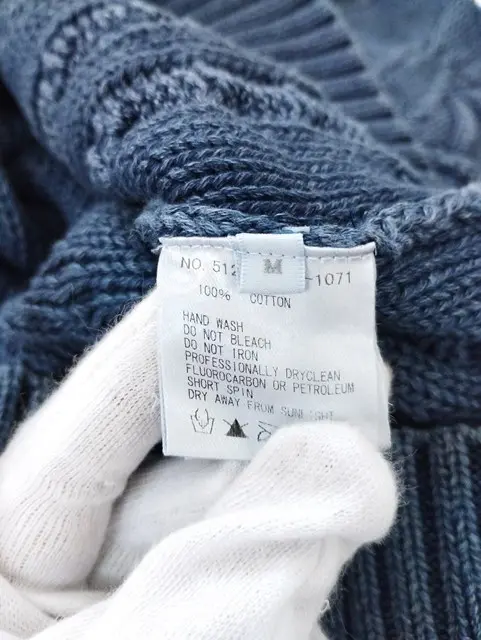 M
NO. 512 -1071
100% COTTON
HAND WASH
DO NOT BLEACH
DO NOT IRON
PROFESSIONALLY DRYCLEAN
FLUOROCARBON OR PETROLEUM
SHORT SPIN
DRY AWAY FROM SUNLIGHT